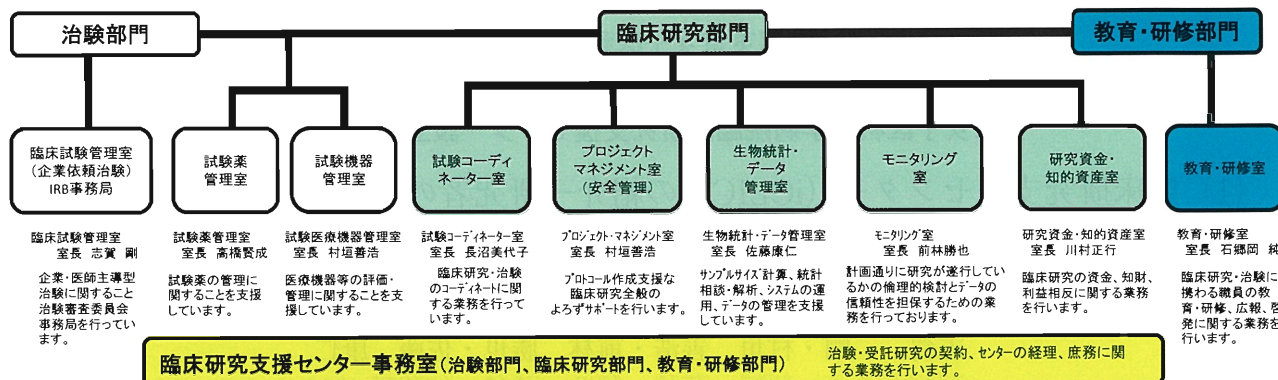 治験部門
臨床研究部門
教育・研修部門
臨床試験管理室
(企業依頼治験)
IRB事務局
試験薬
管理室
試験機器
管理室
試験コーディ
ネーター室
プロジェクト
マネジメント室
(安全管理)
生物統計・
データ
管理室
モニタリング
室
研究資金・
知的資産室
教育・研修室
臨床試験管理室
室長 志賀 剛
企業・医師主導型
治験に関すること
治験審査委員会
事務局を行ってい
ます。
試験薬管理室
室長 高橋賢成
試験薬の管理に
関することを支援
しています。
試験医療機器管理室
室長 村垣善浩
医療機器等の評価・
管理に関することを支
援しています。
試験コーディネーター室
室長 長沼美代子
臨床研究・治験
のコーディネートに関
する業務を行って
います。
プロジェクト・マネジメント室
室長 村垣善浩
プロトコール作成支援な
臨床研究全般の
よろずサポートを行います。
生物統計・データ管理室
室長 佐藤康仁
サンプルサイズ計算、統計
相談・解析、システムの運
用、データの管理を支援
しています。
モニタリング室
室長 前林勝也
計画通りに研究が遂行してい
るかの倫理的検討とデータの
信頼性を担保するための業
務を行っております。
研究資金・知的資産室
室長 川村正行
臨床研究の資金、知財、
利益相反に関する業務
を行います。
教育・研修室
室長 石郷岡 純
臨床研究・治験に
携わる職員の教
育・研修、広報、啓
発に関する業務を
行います。
臨床研究支援センター事務室(治験部門、臨床研究部門、教育・研修部門)
治験・受託研究の契約、センターの経理、庶務に関
する業務を行います。